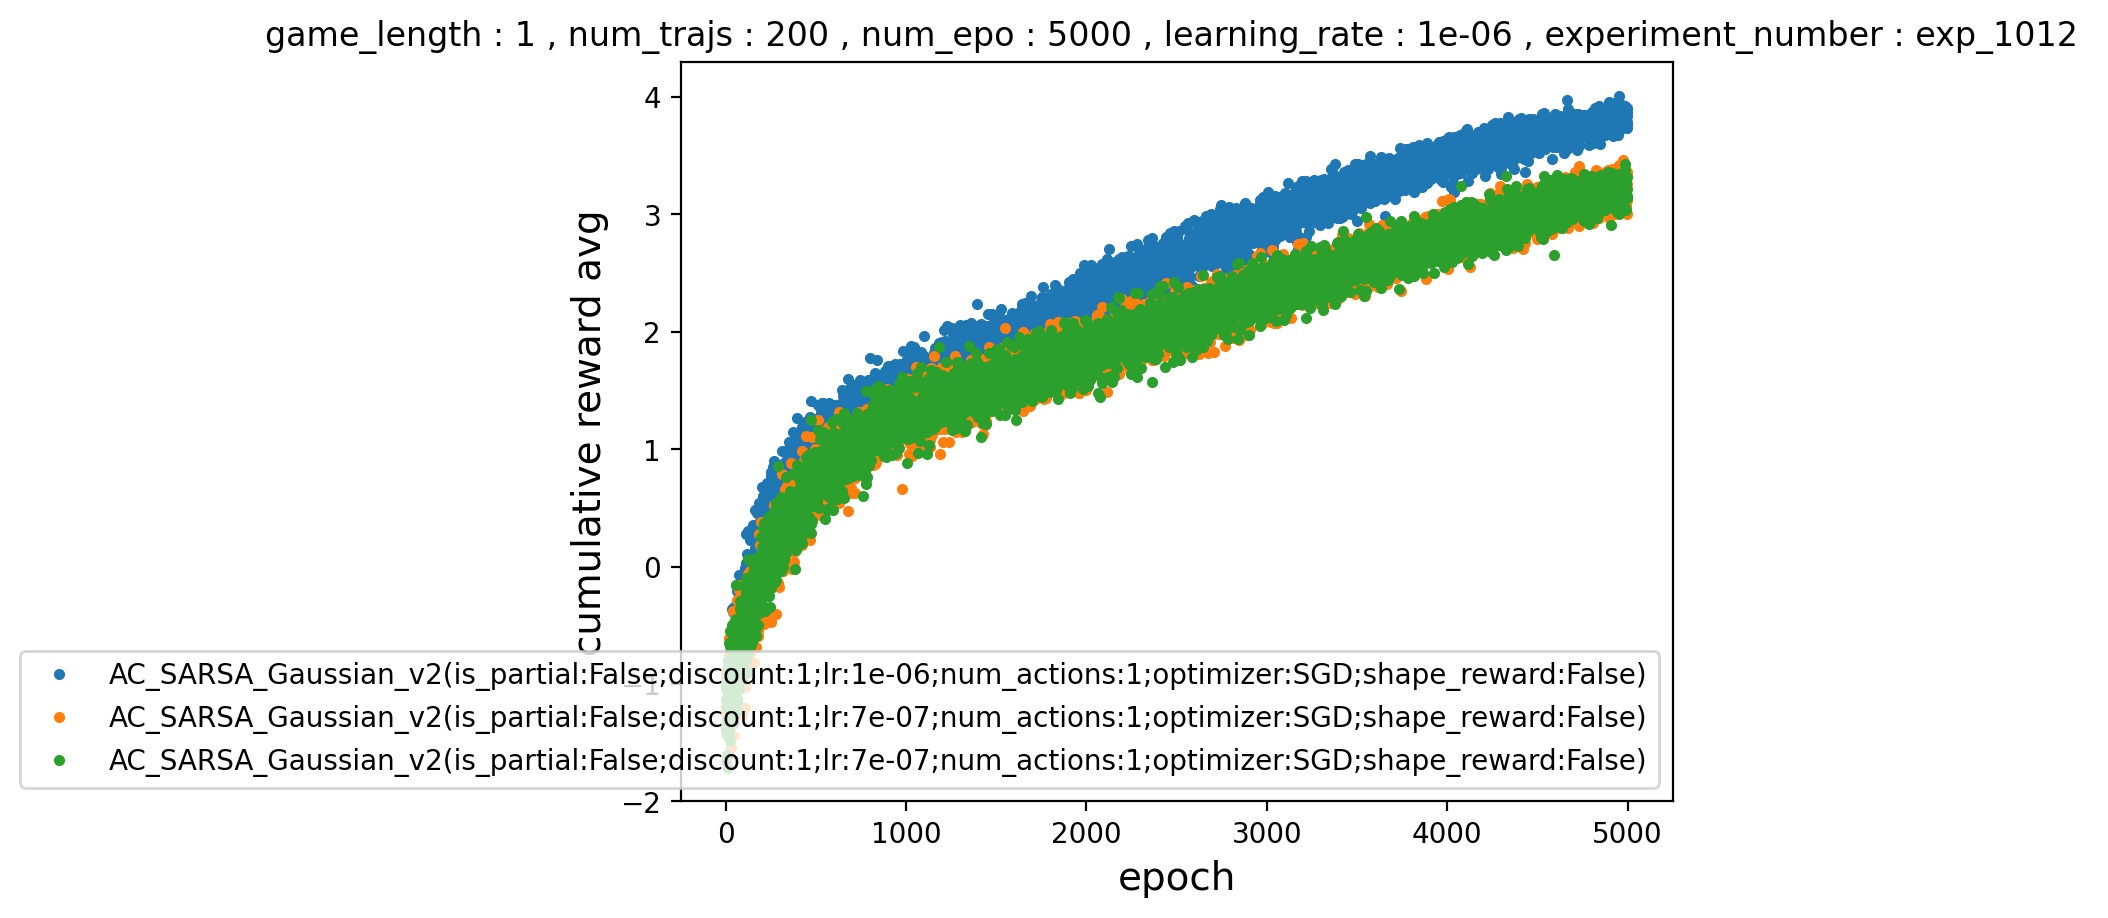 game_length : 1 , num_trajs : 200 , num_epo : 5000 , learning_rate : 1e-06 , experiment_number : exp_1012
4
3
2
1
0
−1
−2
cumulative reward avg
AC_SARSA_Gaussian_v2(is_partial:False;discount:1;lr:1e-06;num_actions:1;optimizer:SGD;shape_reward:False)
AC_SARSA_Gaussian_v2(is_partial:False;discount:1;lr:7e-07;num_actions:1;optimizer:SGD;shape_reward:False)
AC_SARSA_Gaussian_v2(is_partial:False;discount:1;lr:7e-07;num_actions:1;optimizer:SGD;shape_reward:False)
0 1000 2000 3000 4000 5000
epoch